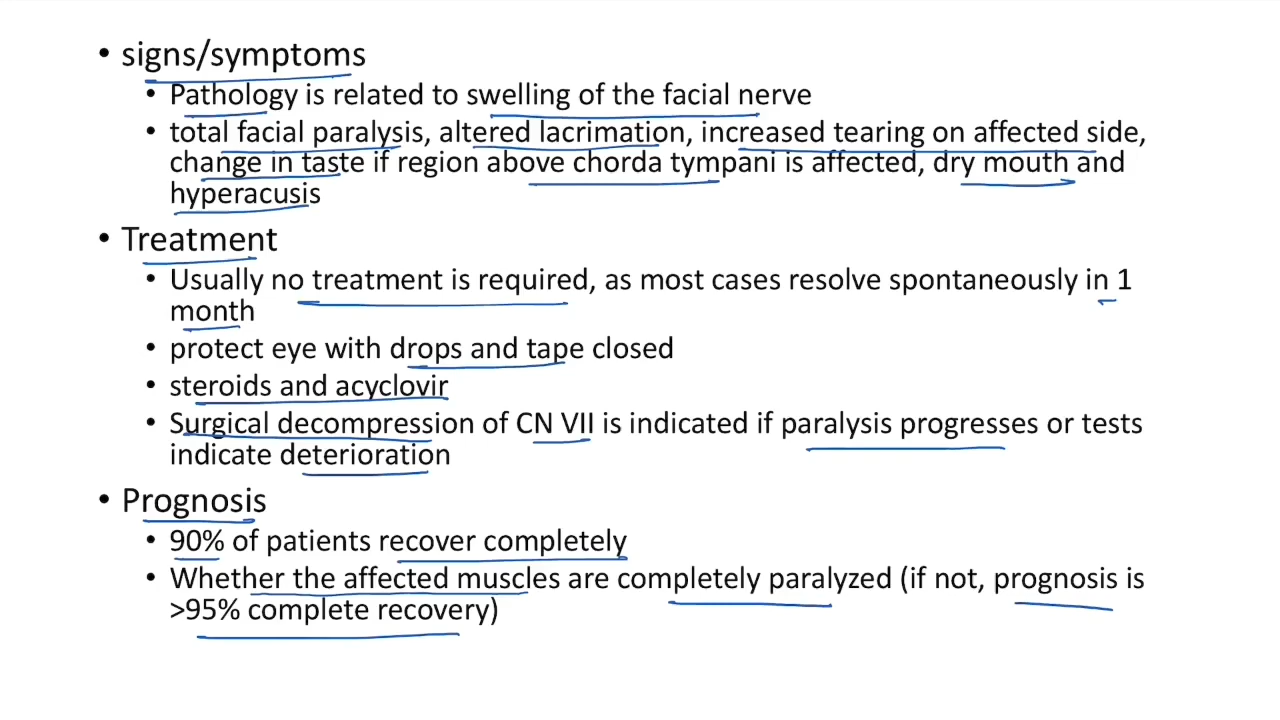 • signs/symptoms
• Pathology is related to swelling of the facial nerve
• total facial paralysis, altered lacrimation, increased tearing on affected side,
change in taste if region above chorda tympani is affected, dry mouth and
hyperacusis
• Treatment
• Usually no treatment is required, as most cases resolve spontaneously in 1
month
• protect eye with drops and tape closed
• steroids and acyclovir
• Surgical decompression of CN VII is indicated if paralysis progresses or tests
indicate deterioration
• Prognosis
• 90% of patients recover completely
• Whether the affected muscles are completely paralyzed (if not, prognosis is
>95% complete recovery)